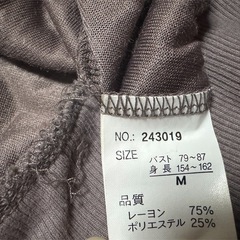 NO.: 243019
SIZE
バスト 79~87
身長 154~162
M
品質
レーヨン 75%
ポリエステル 25%